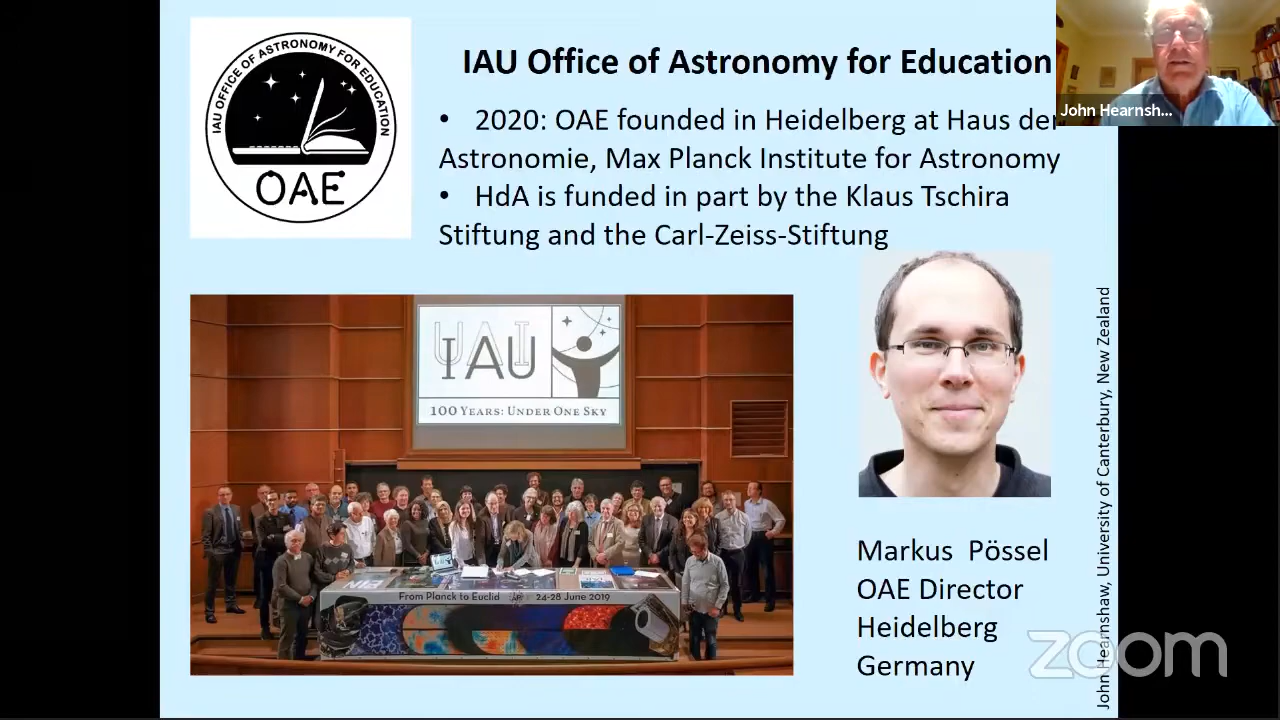 IAU OFFICE OF ASTRONOMY FOR EDUCATION
OAE
IAU Office of Astronomy for Education
• 2020: OAE founded in Heidelberg at Haus der
Astronomie, Max Planck Institute for Astronomy
• HdA is funded in part by the Klaus Tschira
Stiftung and the Carl-Zeiss-Stiftung
John Hearnsh...
UAI
IAU
100 YEARS: UNDER ONE SKY
From Planck to Euclid
24-28 June 2019
Markus Pössel
OAE Director
Heidelberg
Germany
John Hearnshaw, University of Canterbury, New Zealand
zoom